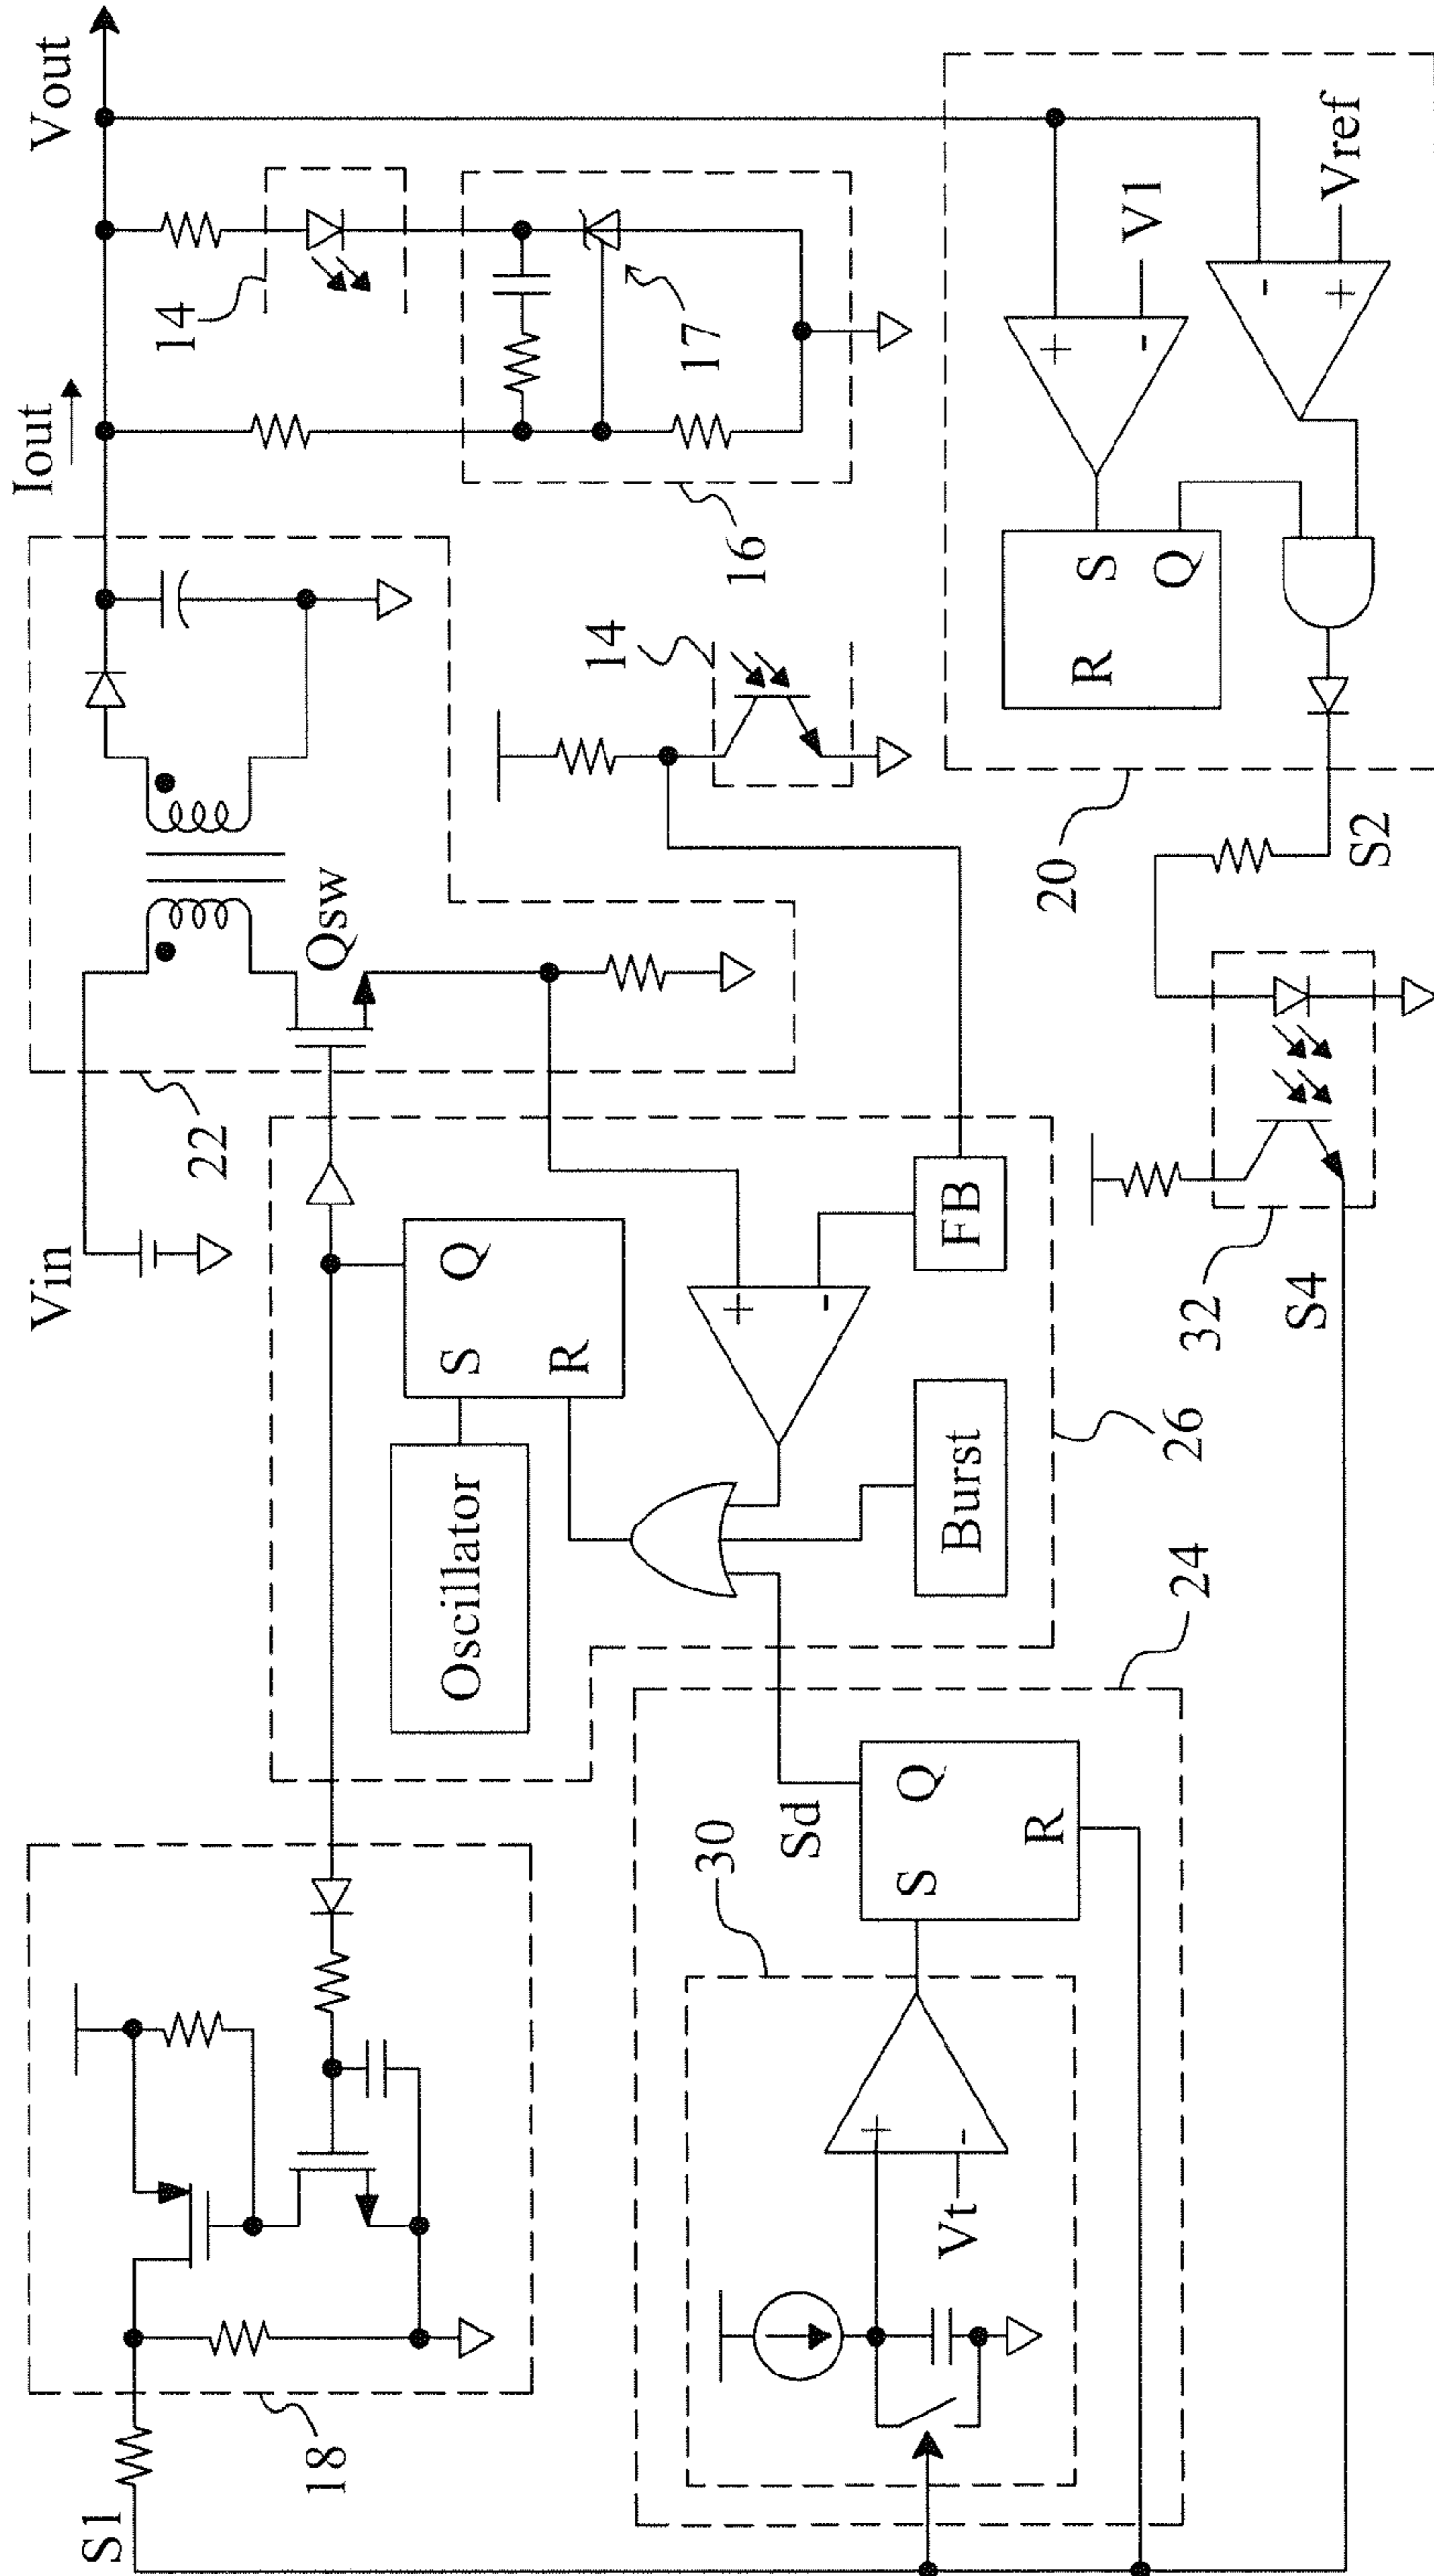 Vin
Iout
Vout
22
Qsw
14
S1
18
Oscillator
S
Q
R
14
16
17
Burst
FB
26
30
Sd
S
Q
R
+
-
+
-
Vt
24
S4
32
S2
20
R
S
Q
+
-
V1
-
+
Vref